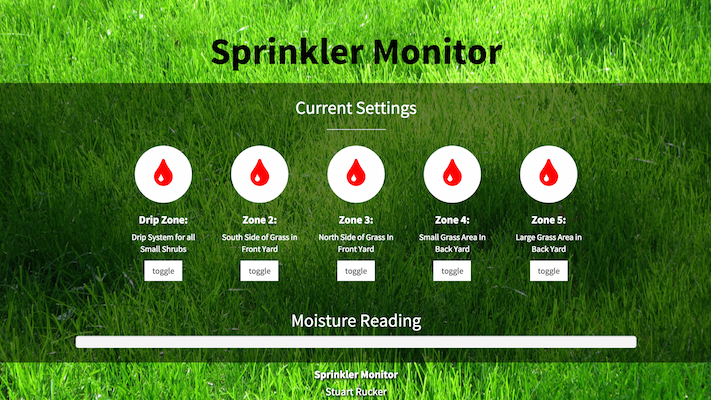 Sprinkler Monitor
Current Settings
Drip Zone:
Drip System for all
Small Shrubs
toggle
Zone 2:
South Side of Grass in
Front Yard
toggle
Zone 3:
North Side of Grass In
Front Yard
toggle
Zone 4:
Small Grass Area In
Back Yard
toggle
Zone 5:
Large Grass Area in
Back Yard
toggle
Moisture Reading
Sprinkler Monitor
Stuart Rucker